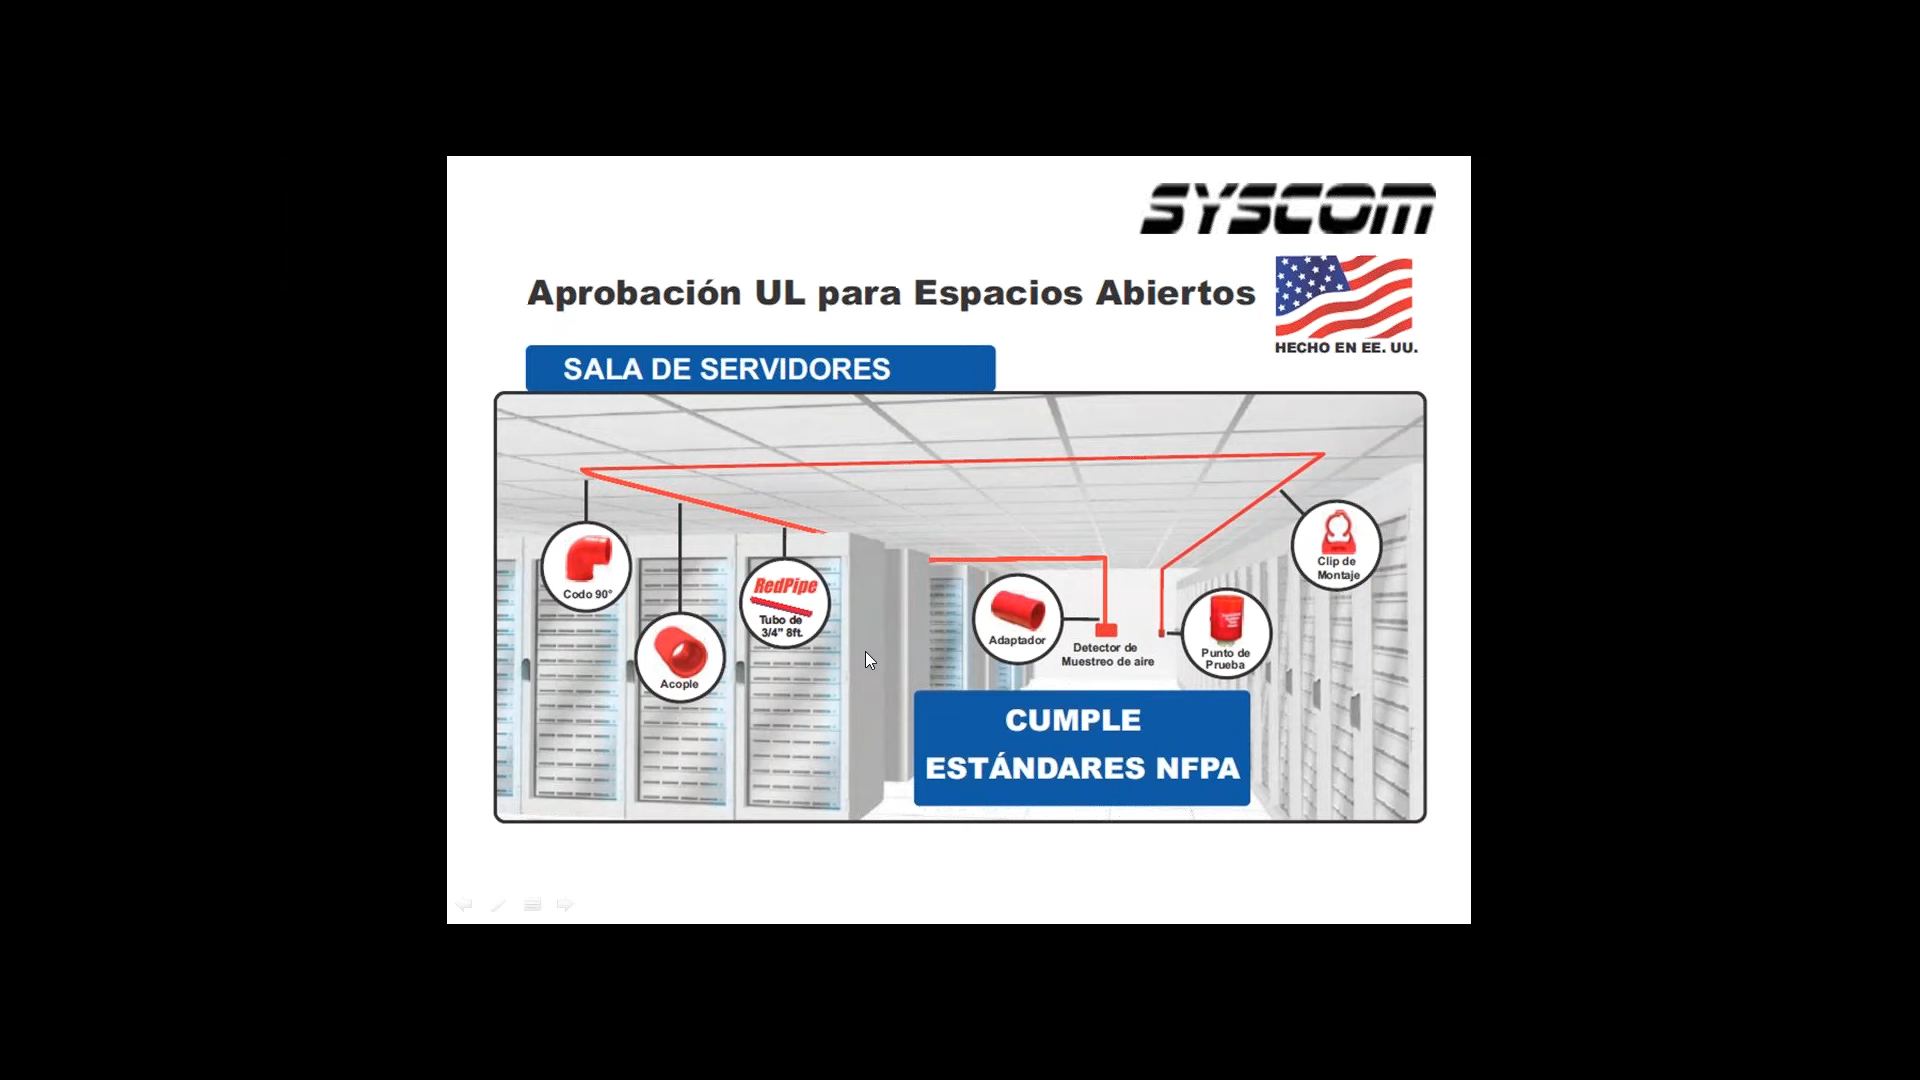 SYSCOM
Aprobación UL para Espacios Abiertos
HECHO EN EE. UU.
SALA DE SERVIDORES
Codo 90°
Acople
RedPipe
Tubo de
3/4" 8ft.
Adaptador
Detector de
Muestreo de aire
Punto de
Prueba
Clip de
Montaje
CUMPLE
ESTÁNDARES NFPA